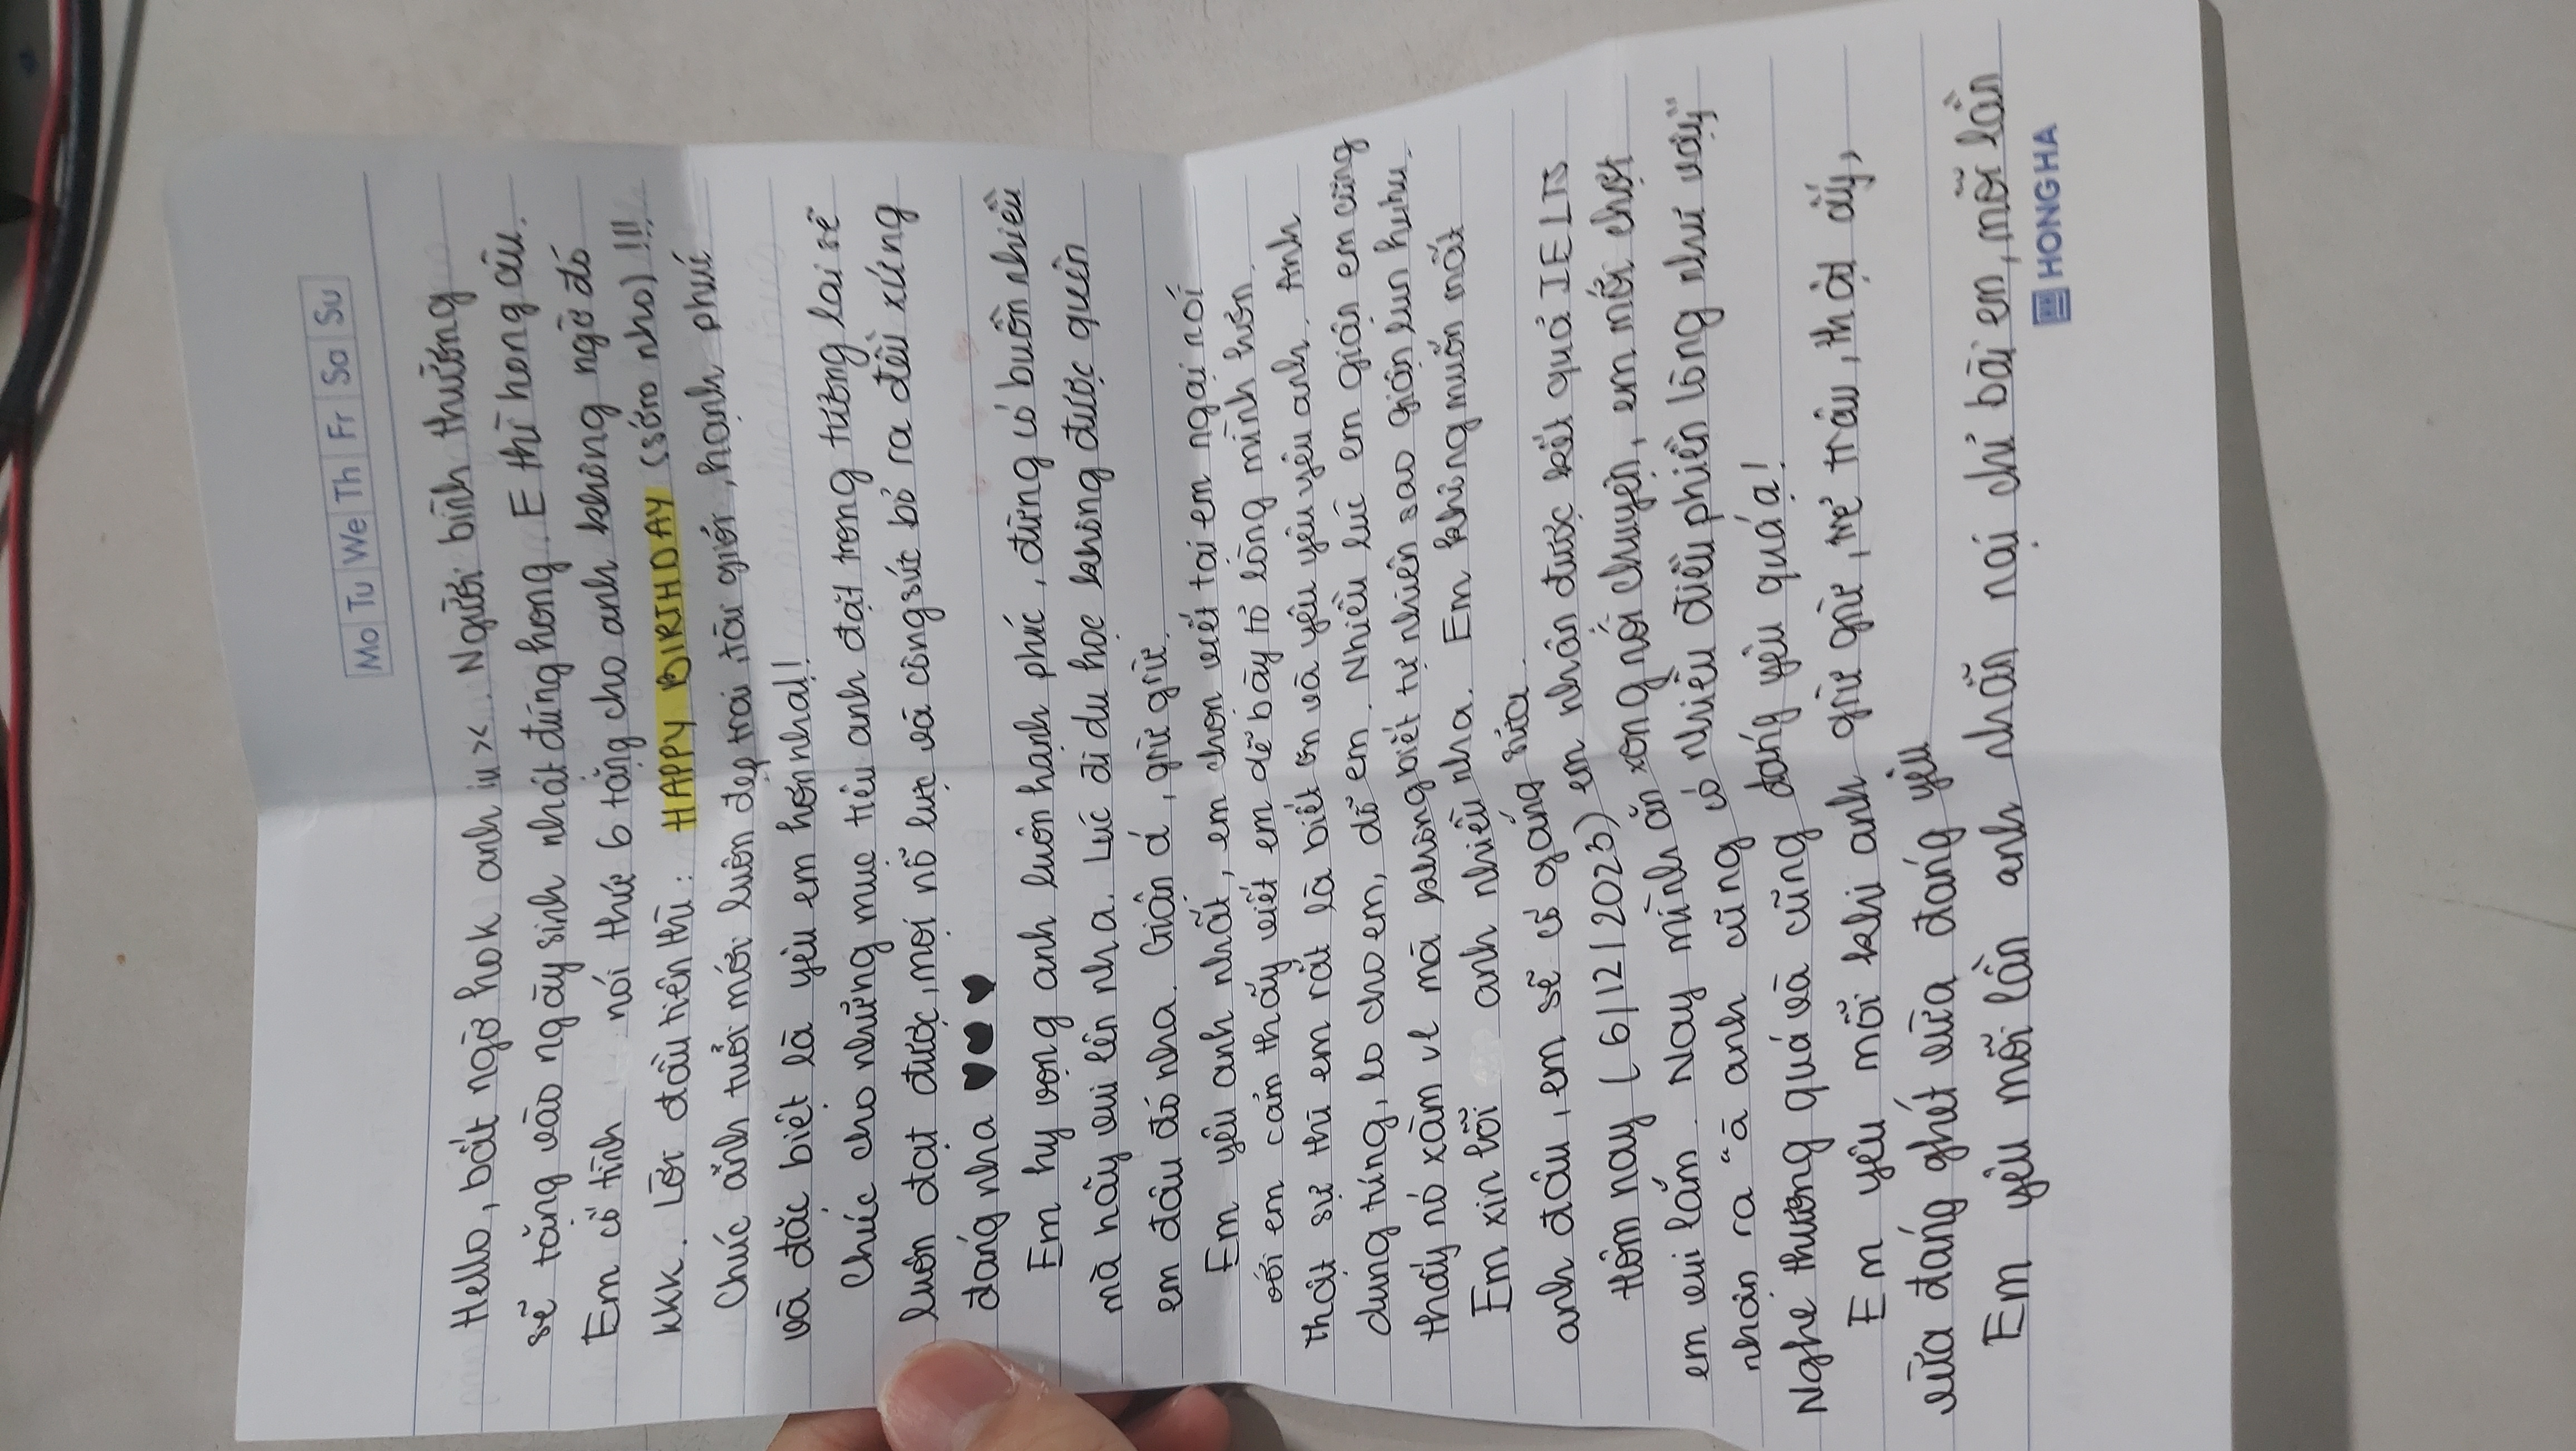 Mo Tu We Th Fr Sa Su
Hello, bất ngờ hok anh iu ><. Người bình thường
sẽ tặng vào ngày sinh nhật đúng hong. E thì hong âu.
Em cố tình nói thứ 6 tặng cho anh không ngờ đó
kkk. Lời đầu tiên thì: HAPPY BIRTHDAY (sớm nho) !!!
Chúc ảnh tuổi mới luôn đẹp trai, tài giỏi, hạnh phúc
và đặc biệt là yêu em hơn nha!!
Chúc cho những mục tiêu anh đặt trong tương lai sẽ
luôn đạt được, mọi nỗ lực và công sức bỏ ra đều xứng
đáng nha ♥♥♥
Em hy vọng anh luôn hạnh phúc, đừng có buồn nhiều
mà hãy vui lên nha. Lúc đi du học không được quên
em đâu đó nha. Giận á, grừ grừ.
Em yêu anh nhất, em chọn viết tại em ngại nói
với em cảm thấy viết em dễ bày tỏ lòng mình hơn.
Thật sự thì em rất là biết ơn và yêu yêu yêu anh. Anh
dung túng, lo cho em, dỗ em. Nhiều lúc em giận em cũng
thấy nó xàm vl mà không biết tự nhiên sao giận lun huhu.
Em xin lỗi anh nhiều nha. Em không muốn mất
anh đâu, em sẽ cố gắng sửa.
Hôm nay (6/12/2023) em nhận được kết quả IELTS
em vui lắm. Nay mình ăn xong nói chuyện, em mới chợt
nhận ra "à anh cũng có nhiều điều phiền lòng như vậy"
Nghe thương quá và cũng đáng yêu quá ạ!
Em yêu mỗi khi anh grừ grừ, trẻ trâu, thật ấy,
vừa đáng ghét vừa đáng yêu
Em yêu mỗi lần anh nhẫn nại chỉ bài em, mỗi lần
HONG HA